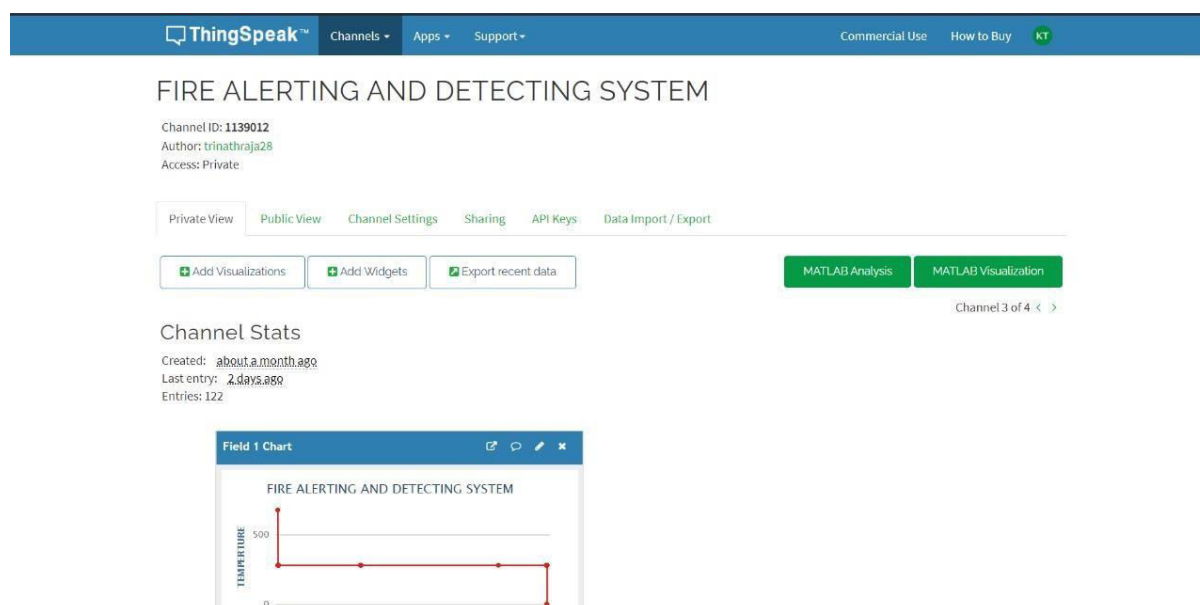 ThingSpeak™ Channels Apps Support Commercial Use How to Buy KT
FIRE ALERTING AND DETECTING SYSTEM
Channel ID: 1139012
Author: trinathraja28
Access: Private
Private View Public View Channel Settings Sharing API Keys Data Import / Export
Add Visualizations Add Widgets Export recent data MATLAB Analysis MATLAB Visualization
Channel 3 of 4 < >
Channel Stats
Created: about a month ago
Last entry: 2 days ago
Entries: 122
Field 1 Chart
FIRE ALERTING AND DETECTING SYSTEM
TEMPERTURE
500
0